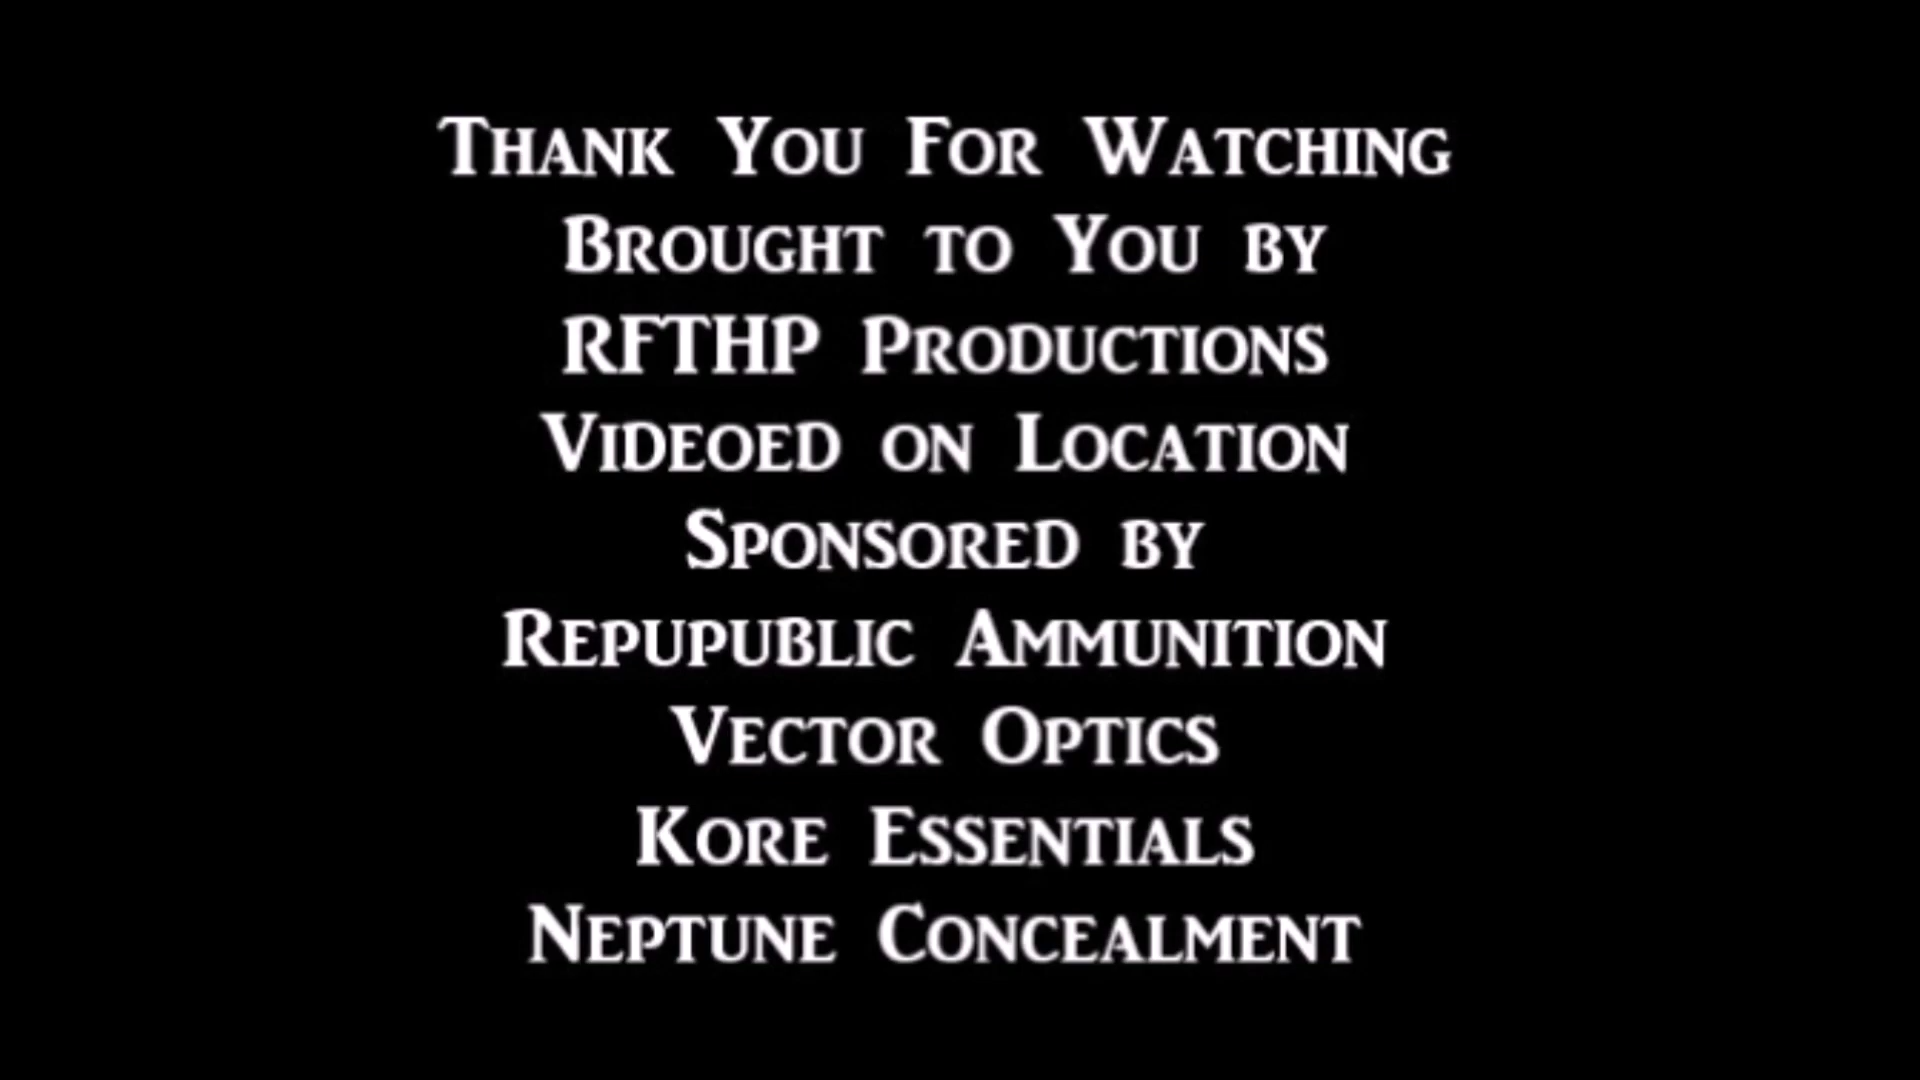 Thank You For Watching
Brought to You by
RFTHP Productions
Videoed on Location
Sponsored by
Repupublic Ammunition
Vector Optics
Kore Essentials
Neptune Concealment